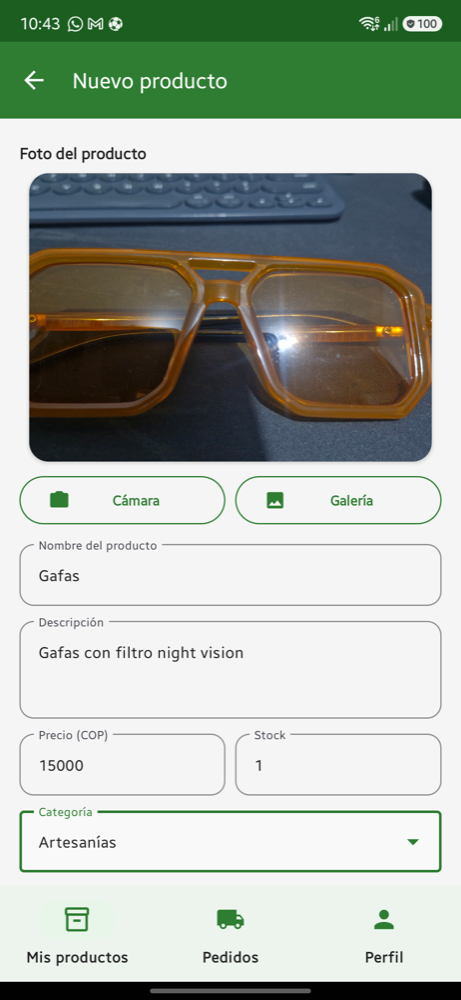 10:43 100
Nuevo producto
Foto del producto
Cámara Galería
Nombre del producto
Gafas
Descripción
Gafas con filtro night vision
Precio (COP) Stock
15000 1
Categoría
Artesanías
Mis productos Pedidos Perfil